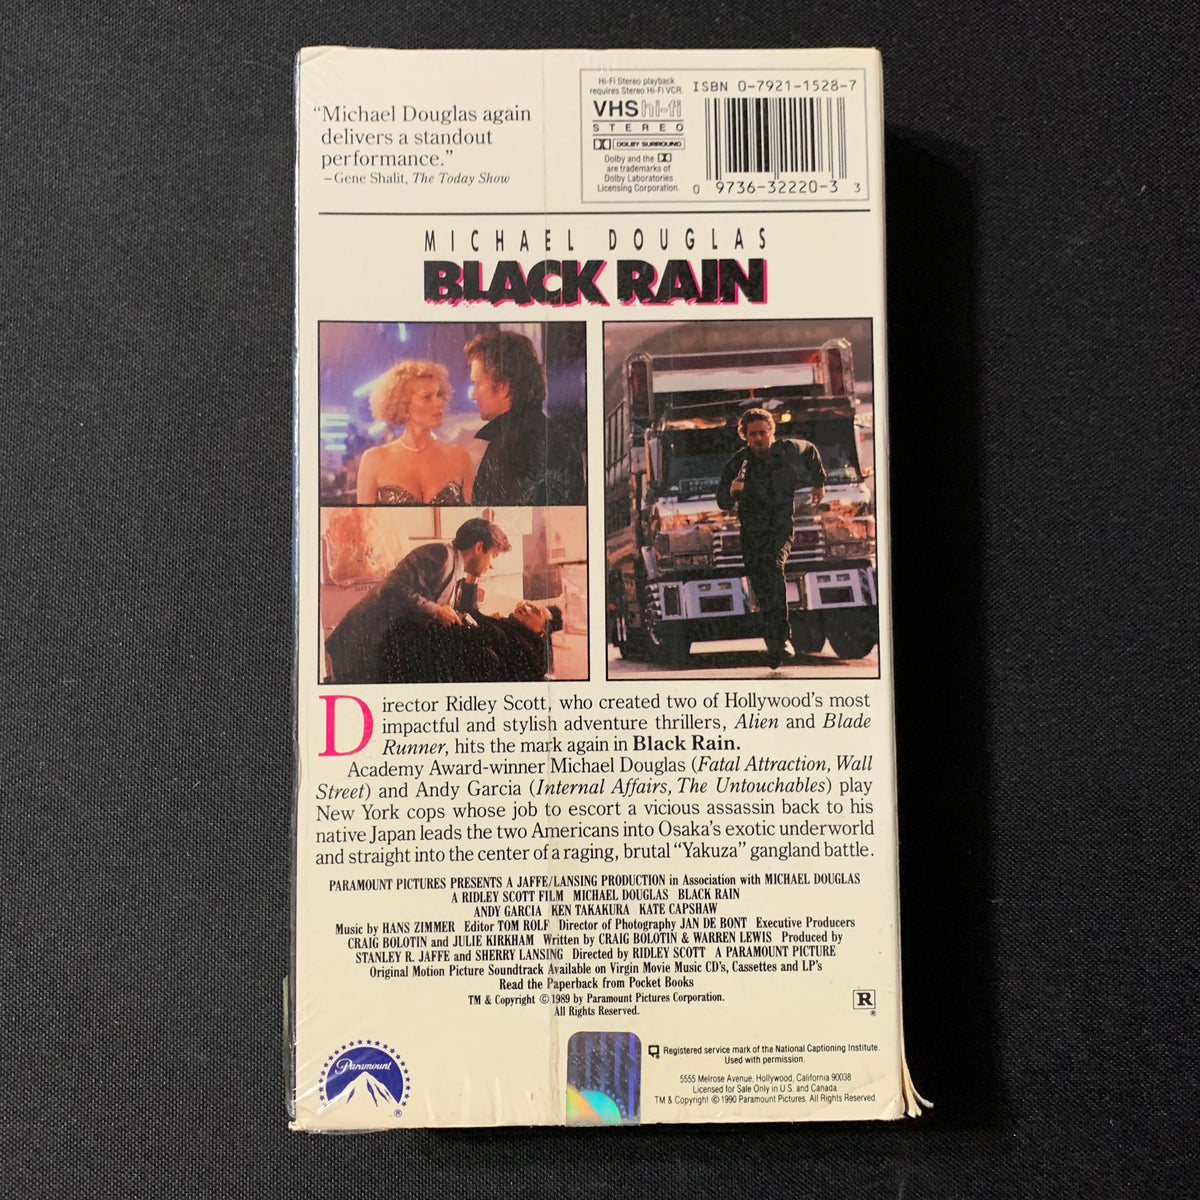 “Michael Douglas again
delivers a standout
performance.”
–Gene Shalit, The Today Show
Hi-Fi Stereo playback
requires Stereo Hi-Fi VCR.
VHS hi-fi
STEREO
DOLBY SURROUND
Dolby and the
are trademarks of
Dolby Laboratories
Licensing Corporation.
ISBN 0-7921-1528-7
0 9736-32220-3 3
MICHAEL DOUGLAS
BLACK RAIN
Director Ridley Scott, who created two of Hollywood’s most
impactful and stylish adventure thrillers, Alien and Blade
Runner, hits the mark again in Black Rain.
Academy Award-winner Michael Douglas (Fatal Attraction, Wall
Street) and Andy Garcia (Internal Affairs, The Untouchables) play
New York cops whose job to escort a vicious assassin back to his
native Japan leads the two Americans into Osaka’s exotic underworld
and straight into the center of a raging, brutal “Yakuza” gangland battle.
PARAMOUNT PICTURES PRESENTS A JAFFE/LANSING PRODUCTION in Association with MICHAEL DOUGLAS
A RIDLEY SCOTT FILM MICHAEL DOUGLAS BLACK RAIN
ANDY GARCIA KEN TAKAKURA KATE CAPSHAW
Music by HANS ZIMMER Editor TOM ROLF Director of Photography JAN DE BONT Executive Producers
CRAIG BOLOTIN and JULIE KIRKHAM Written by CRAIG BOLOTIN & WARREN LEWIS Produced by
STANLEY R. JAFFE and SHERRY LANSING Directed by RIDLEY SCOTT A PARAMOUNT PICTURE
Original Motion Picture Soundtrack Available on Virgin Movie Music CD’s, Cassettes and LP’s
Read the Paperback from Pocket Books
TM & Copyright © 1989 by Paramount Pictures Corporation.
All Rights Reserved.
R
®
Paramount
®
Registered service mark of the National Captioning Institute.
Used with permission.
5555 Melrose Avenue, Hollywood, California 90038
Licensed for Sale Only in U.S. and Canada.
TM & Copyright © 1990 Paramount Pictures. All Rights Reserved.